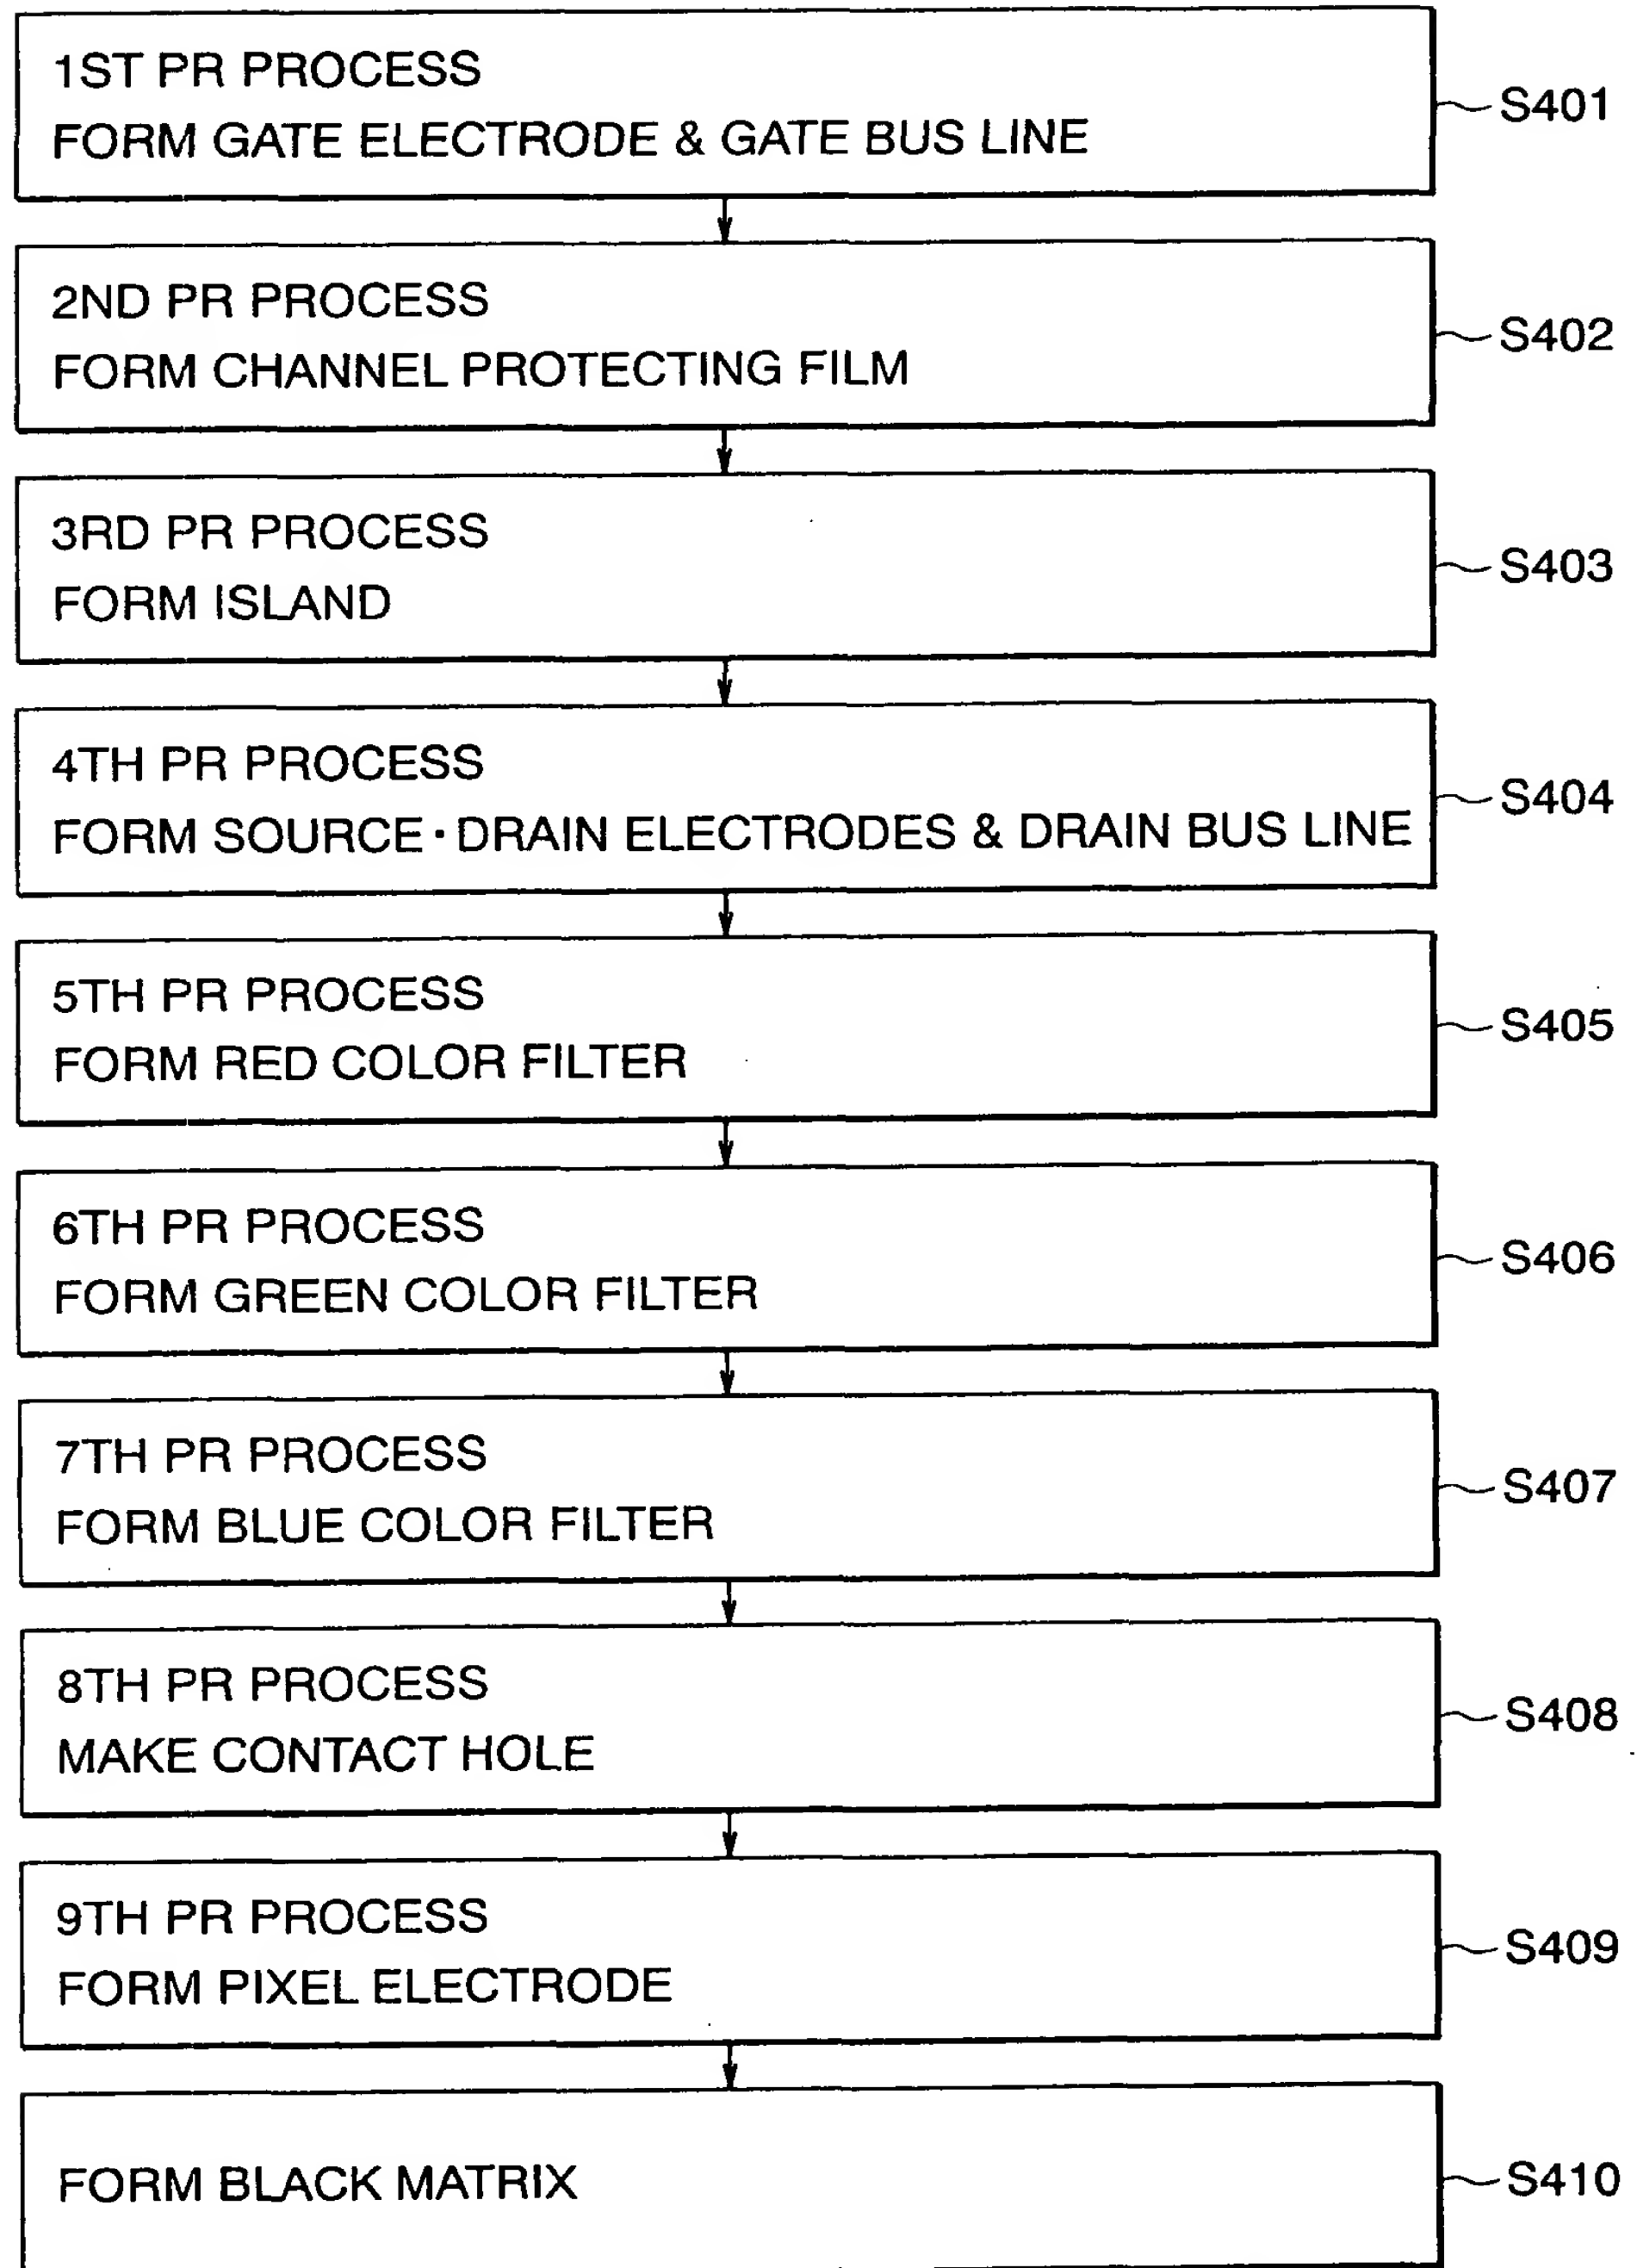 1ST PR PROCESS
FORM GATE ELECTRODE & GATE BUS LINE
S401
2ND PR PROCESS
FORM CHANNEL PROTECTING FILM
S402
3RD PR PROCESS
FORM ISLAND
S403
4TH PR PROCESS
FORM SOURCE・DRAIN ELECTRODES & DRAIN BUS LINE
S404
5TH PR PROCESS
FORM RED COLOR FILTER
S405
6TH PR PROCESS
FORM GREEN COLOR FILTER
S406
7TH PR PROCESS
FORM BLUE COLOR FILTER
S407
8TH PR PROCESS
MAKE CONTACT HOLE
S408
9TH PR PROCESS
FORM PIXEL ELECTRODE
S409
FORM BLACK MATRIX
S410